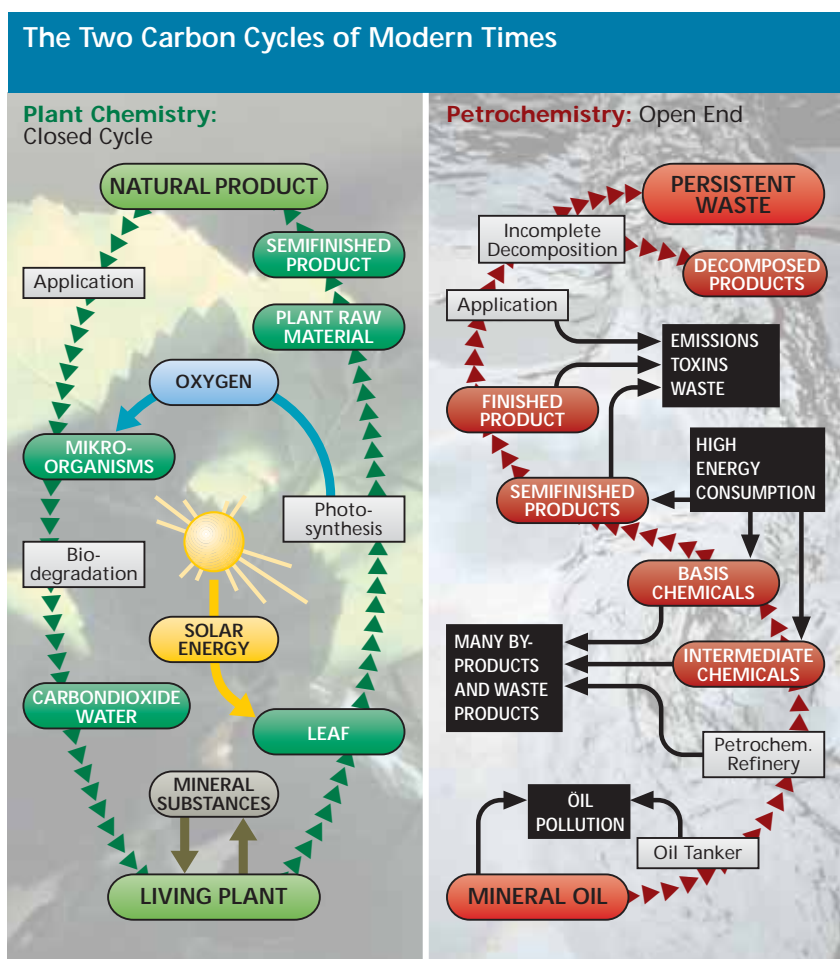 The Two Carbon Cycles of Modern Times
Plant Chemistry:
Closed Cycle
NATURAL PRODUCT
SEMIFINISHED
PRODUCT
Application
PLANT RAW
MATERIAL
OXYGEN
MIKRO-
ORGANISMS
Photo-
synthesis
Bio-
degradation
SOLAR
ENERGY
CARBONDIOXIDE
WATER
LEAF
MINERAL
SUBSTANCES
LIVING PLANT
Petrochemistry: Open End
PERSISTENT
WASTE
Incomplete
Decomposition
DECOMPOSED
PRODUCTS
Application
EMISSIONS
TOXINS
WASTE
FINISHED
PRODUCT
HIGH
ENERGY
CONSUMPTION
SEMIFINISHED
PRODUCTS
BASIS
CHEMICALS
MANY BY-
PRODUCTS
AND WASTE
PRODUCTS
INTERMEDIATE
CHEMICALS
Petrochem.
Refinery
ÖIL
POLLUTION
Oil Tanker
MINERAL OIL